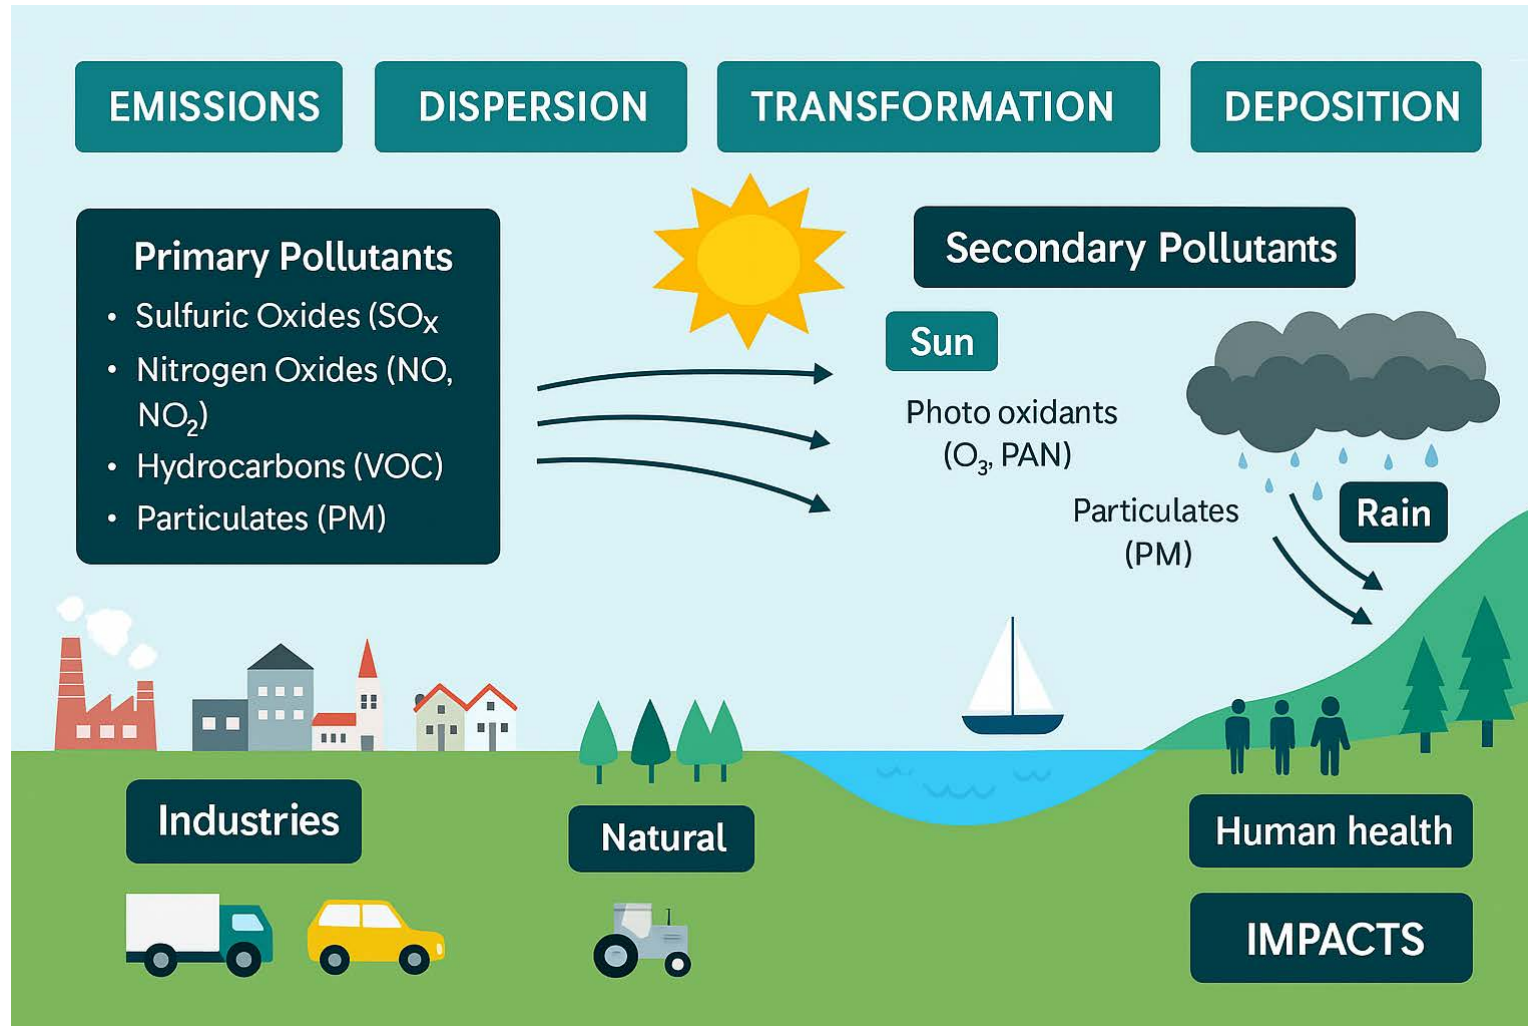 EMISSIONS
DISPERSION
TRANSFORMATION
DEPOSITION
Primary Pollutants
• Sulfuric Oxides (SOₓ
• Nitrogen Oxides (NO,
NO₂)
• Hydrocarbons (VOC)
• Particulates (PM)
Secondary Pollutants
Sun
Photo oxidants
(O₃, PAN)
Particulates
(PM)
Rain
Industries
Natural
Human health
IMPACTS